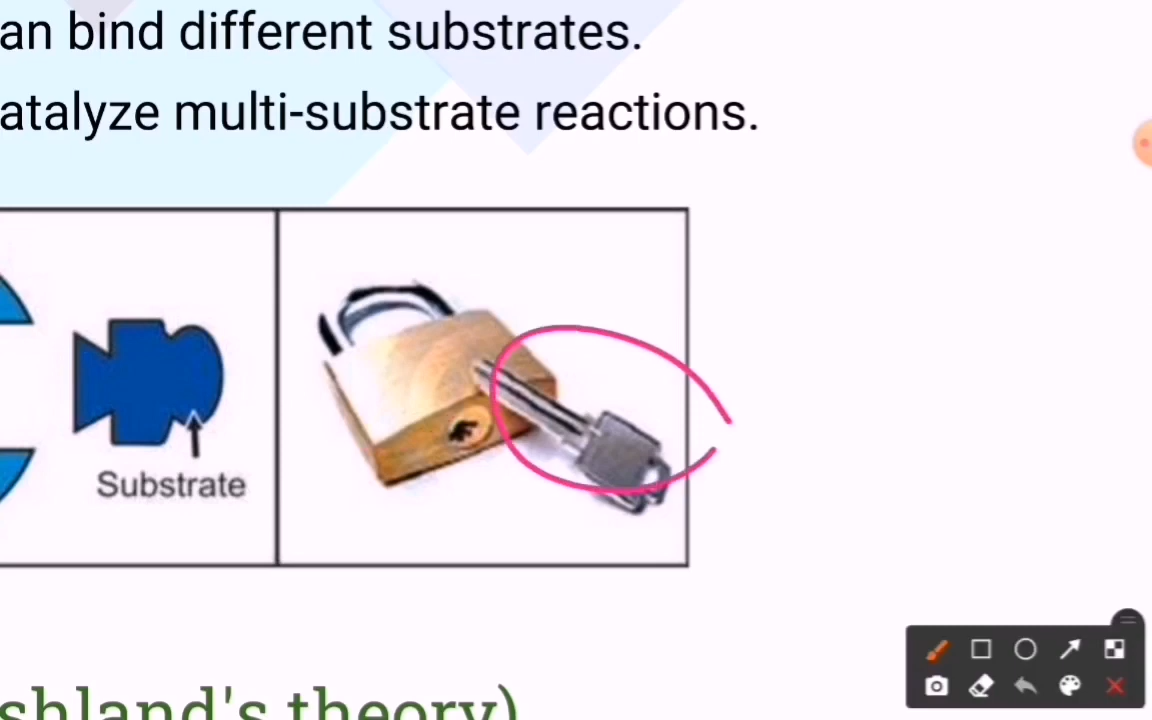 an bind different substrates.
atalyze multi-substrate reactions.
Substrate
shland's theory)